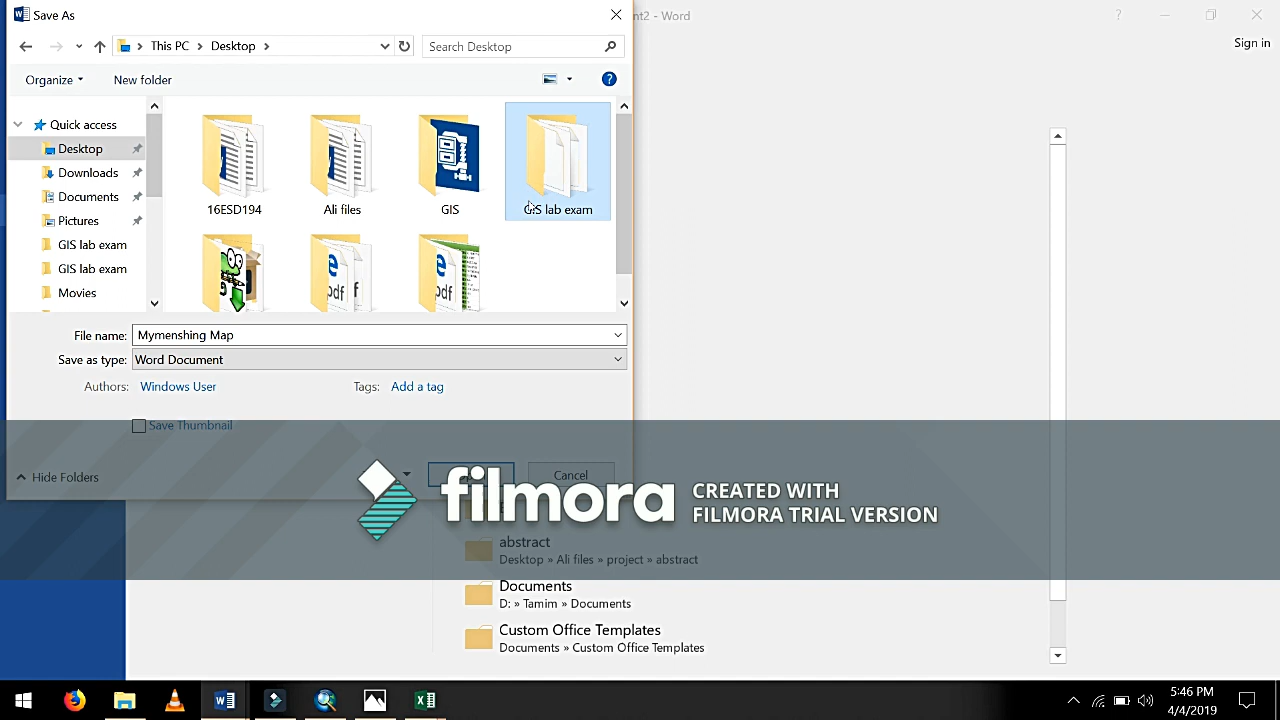 Save As
nt2 - Word
?
Sign in
This PC
Desktop
Search Desktop
Organize
New folder
?
Quick access
Desktop
Downloads
Documents
Pictures
GIS lab exam
GIS lab exam
Movies
16ESD194
Ali files
GIS
GIS lab exam
pdf
pdf
File name:
Mymenshing Map
Save as type:
Word Document
Authors:
Windows User
Tags:
Add a tag
Save Thumbnail
Hide Folders
Cancel
filmora
CREATED WITH
FILMORA TRIAL VERSION
abstract
Desktop » Ali files » project » abstract
Documents
D: » Tamim » Documents
Custom Office Templates
Documents » Custom Office Templates
5:46 PM
4/4/2019